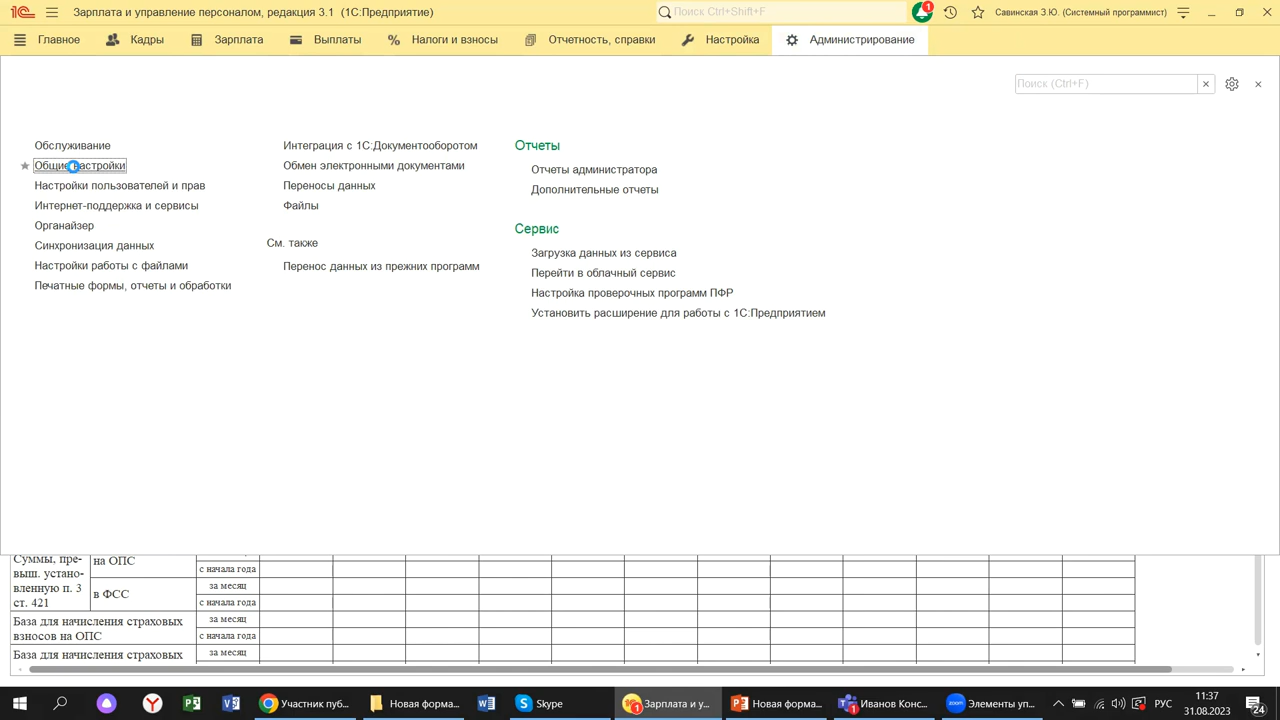 Зарплата и управление персоналом, редакция 3.1 (1С:Предприятие)
Поиск Ctrl+Shift+F
1
Савинская З.Ю. (Системный программист)
Главное
Кадры
Зарплата
Выплаты
Налоги и взносы
Отчетность, справки
Настройка
Администрирование
Поиск (Ctrl+F)
Обслуживание
Общие настройки
Настройки пользователей и прав
Интернет-поддержка и сервисы
Органайзер
Синхронизация данных
Настройки работы с файлами
Печатные формы, отчеты и обработки
Интеграция с 1С:Документооборотом
Обмен электронными документами
Переносы данных
Файлы
См. также
Перенос данных из прежних программ
Отчеты
Отчеты администратора
Дополнительные отчеты
Сервис
Загрузка данных из сервиса
Перейти в облачный сервис
Настройка проверочных программ ПФР
Установить расширение для работы с 1С:Предприятием
Суммы, пре-
выш. устано-
вленную п. 3
ст. 421
на ОПС
с начала года
в ФСС
за месяц
с начала года
База для начисления страховых
взносов на ОПС
за месяц
с начала года
База для начисления страховых
за месяц
Участник пуб...
Новая форма...
Skype
1
Зарплата и у...
Новая форма...
1
Иванов Конс...
zoom
Элементы уп...
РУС
11:37
31.08.2023
24